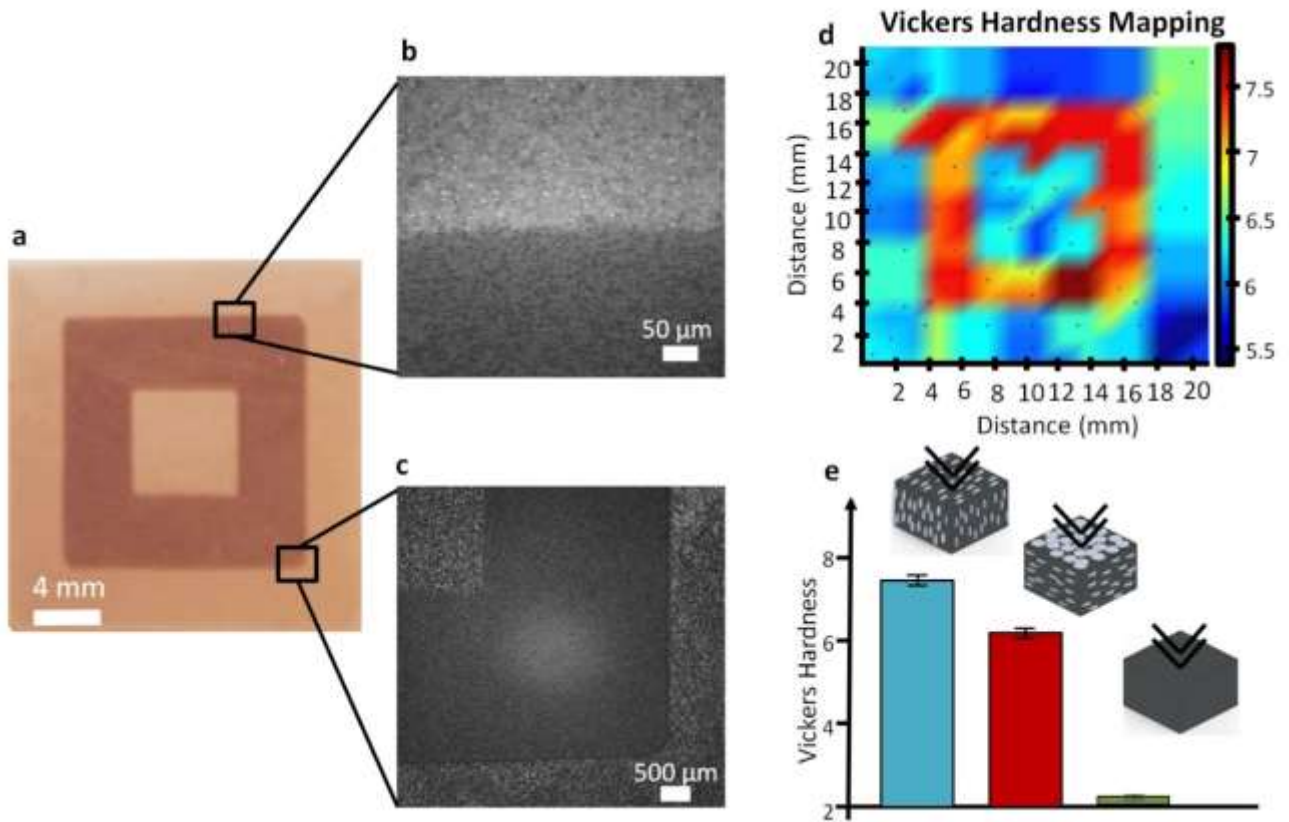 a
4 mm
b
50 µm
c
500 µm
d
Vickers Hardness Mapping
Distance (mm)
20
18
16
14
12
10
8
6
4
2
2 4 6 8 10 12 14 16 18 20
Distance (mm)
7.5
7
6.5
6
5.5
e
Vickers Hardness
8
6
4
2